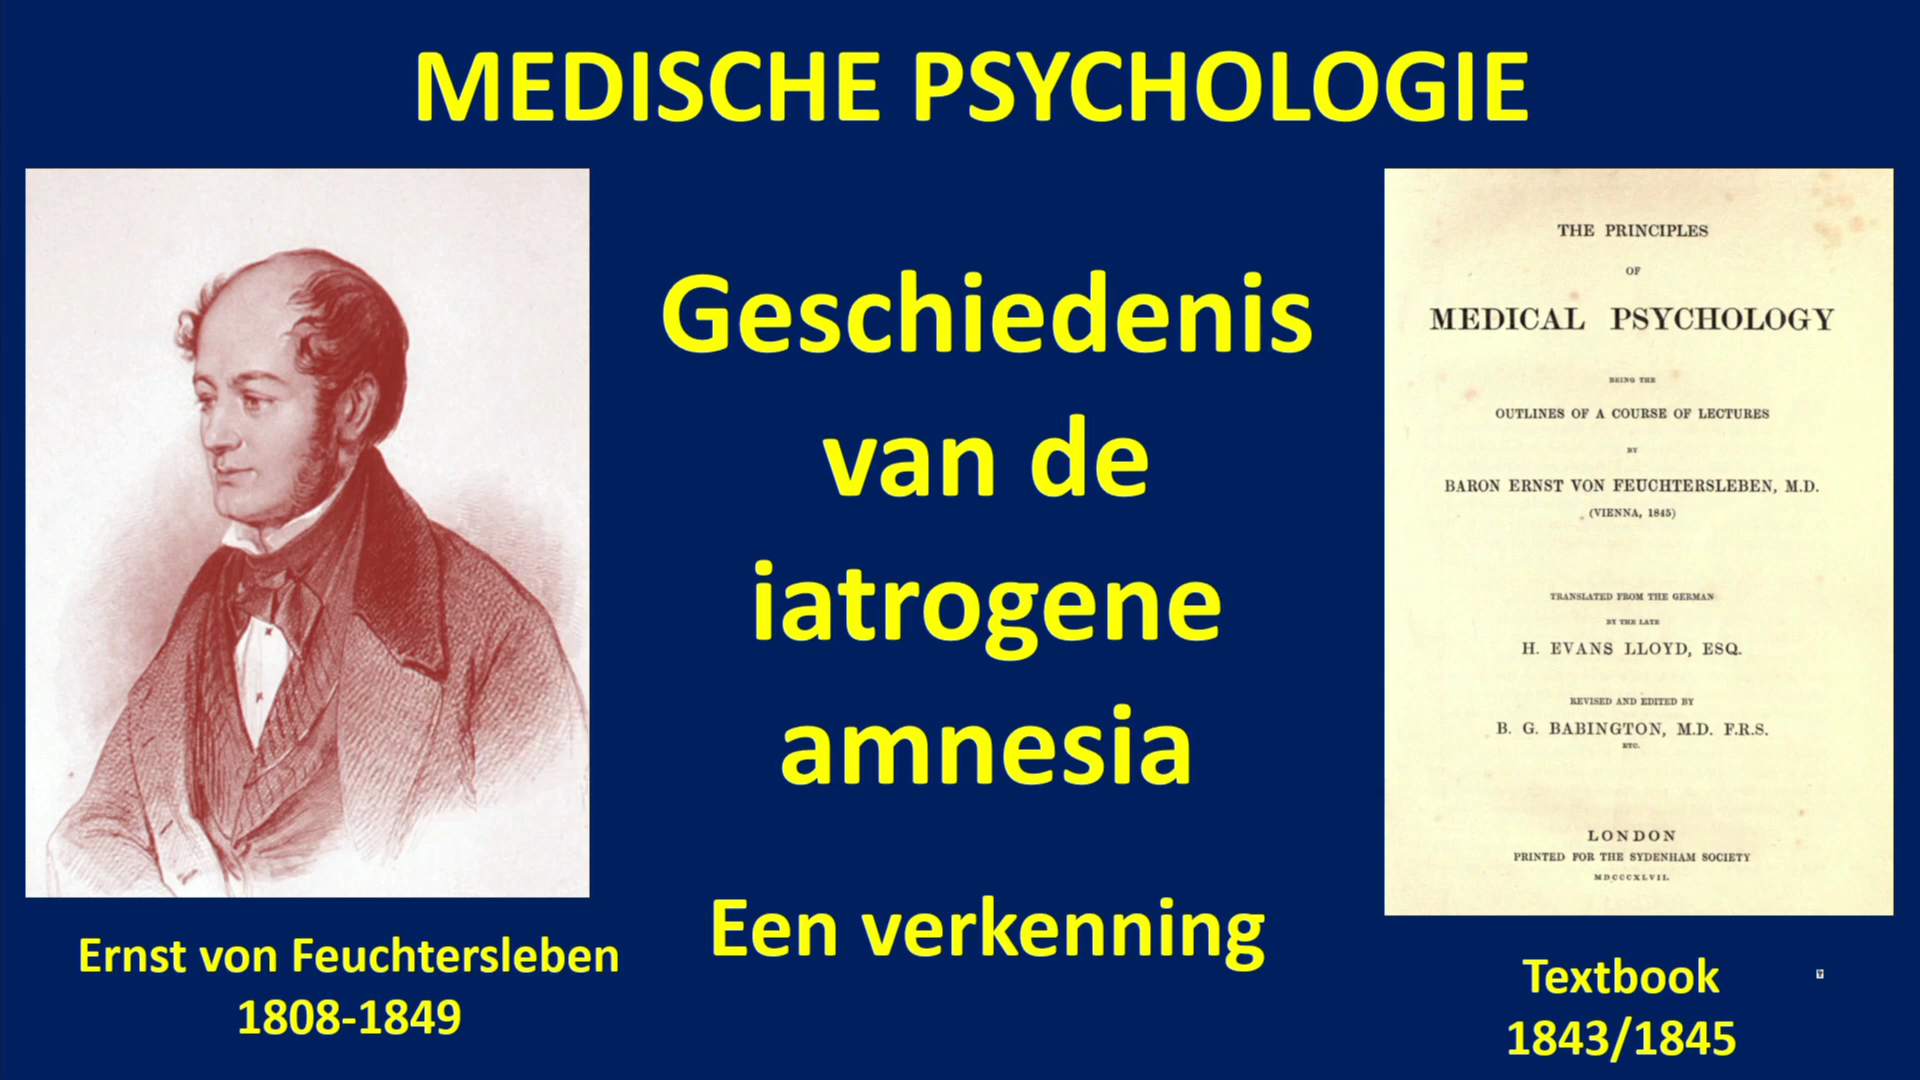 MEDISCHE PSYCHOLOGIE
Geschiedenis
van de
iatrogene
amnesia
Een verkenning
Ernst von Feuchtersleben
1808-1849
THE PRINCIPLES
OF
MEDICAL PSYCHOLOGY
BEING THE
OUTLINES OF A COURSE OF LECTURES
BY
BARON ERNST VON FEUCHTERSLEBEN, M.D.
(VIENNA, 1845)
TRANSLATED FROM THE GERMAN
BY THE LATE
H. EVANS LLOYD, ESQ.
REVISED AND EDITED BY
B. G. BABINGTON, M.D. F.R.S.
ETC.
LONDON
PRINTED FOR THE SYDENHAM SOCIETY
MDCCCXLVII.
Textbook
1843/1845